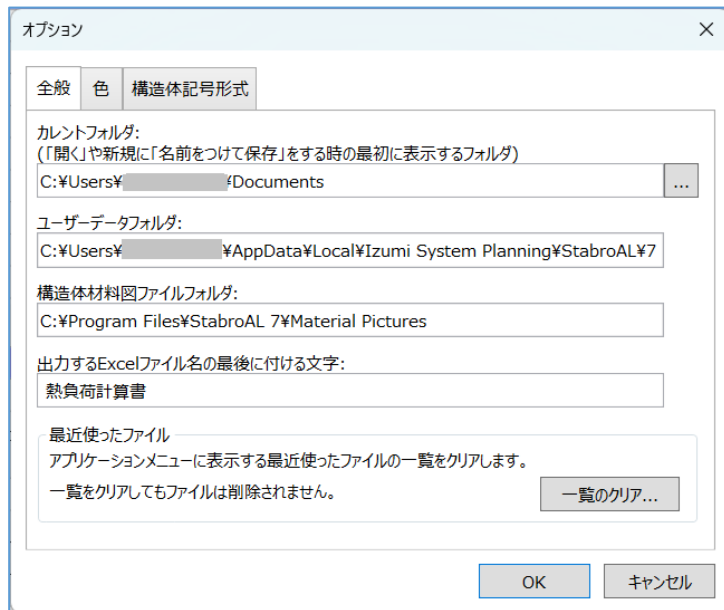 オプション
全般 色 構造体記号形式
カレントフォルダ:
(「開く」や新規に「名前をつけて保存」をする時の最初に表示するフォルダ)
C:¥Users¥ ¥Documents ...
ユーザーデータフォルダ:
C:¥Users¥ ¥AppData¥Local¥Izumi System Planning¥StabroAL¥7
構造体材料図ファイルフォルダ:
C:¥Program Files¥StabroAL 7¥Material Pictures
出力するExcelファイル名の最後に付ける文字:
熱負荷計算書
最近使ったファイル
アプリケーションメニューに表示する最近使ったファイルの一覧をクリアします。
一覧をクリアしてもファイルは削除されません。
一覧のクリア...
OK キャンセル